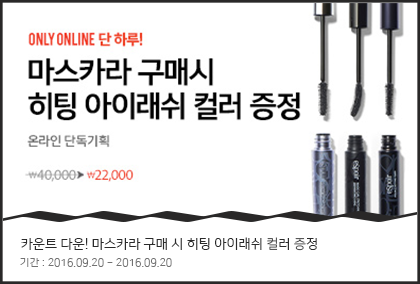 ONLY ONLINE 단 하루!
마스카라 구매시
히팅 아이래쉬 컬러 증정
온라인 단독기획
₩40,000▶ ₩22,000
espoir
espoir
카운트 다운! 마스카라 구매 시 히팅 아이래쉬 컬러 증정
기간 : 2016.09.20 - 2016.09.20